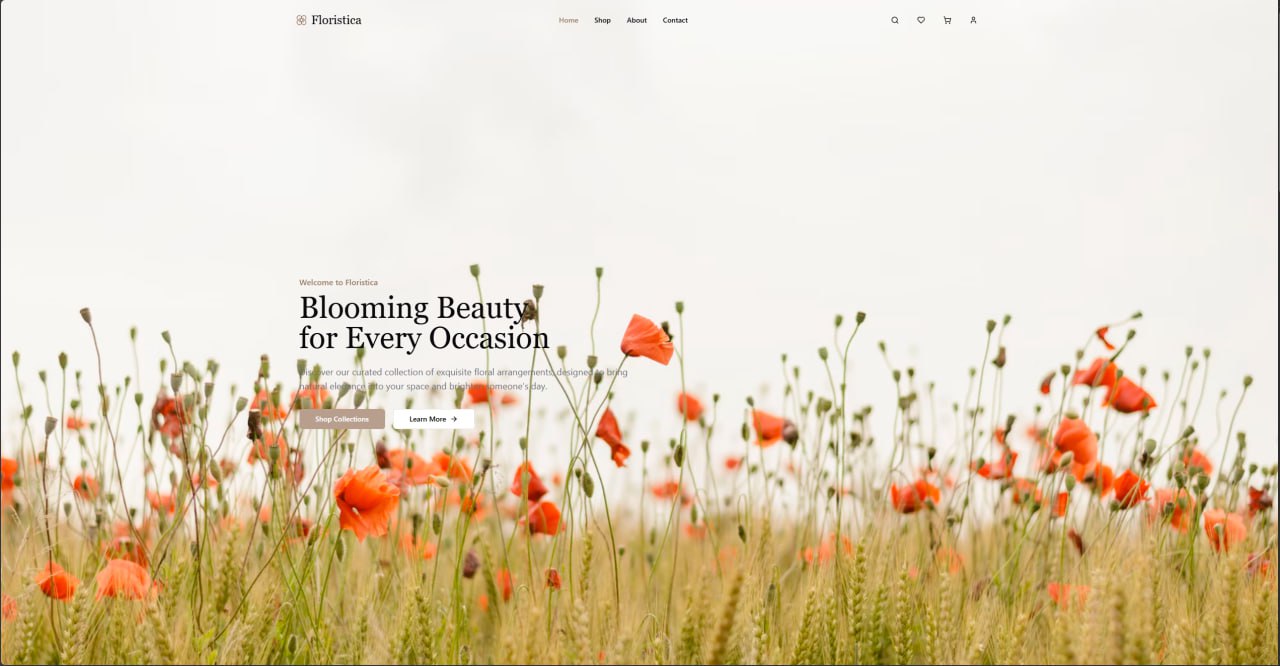 Floristica
Home Shop About Contact
Welcome to Floristica
Blooming Beauty
for Every Occasion
Discover our curated collection of exquisite floral arrangements, designed to bring
natural elegance into your space and brighten someone's day.
Shop Collections
Learn More